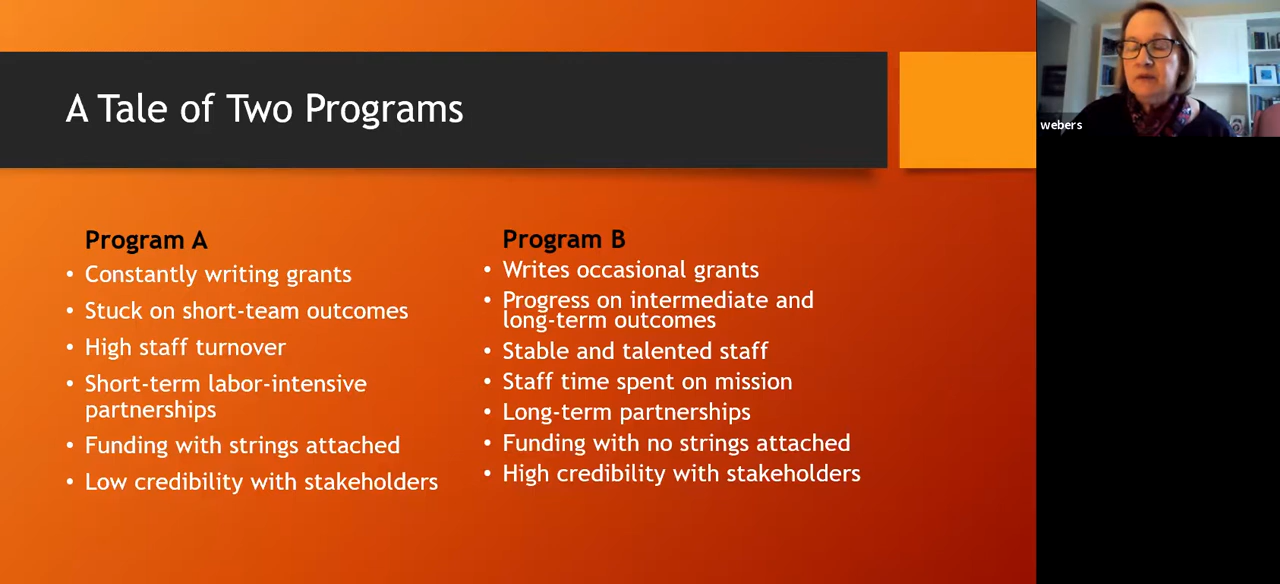 A Tale of Two Programs
webers
Program A
• Constantly writing grants
• Stuck on short-team outcomes
• High staff turnover
• Short-term labor-intensive
partnerships
• Funding with strings attached
• Low credibility with stakeholders
Program B
• Writes occasional grants
• Progress on intermediate and
long-term outcomes
• Stable and talented staff
• Staff time spent on mission
• Long-term partnerships
• Funding with no strings attached
• High credibility with stakeholders